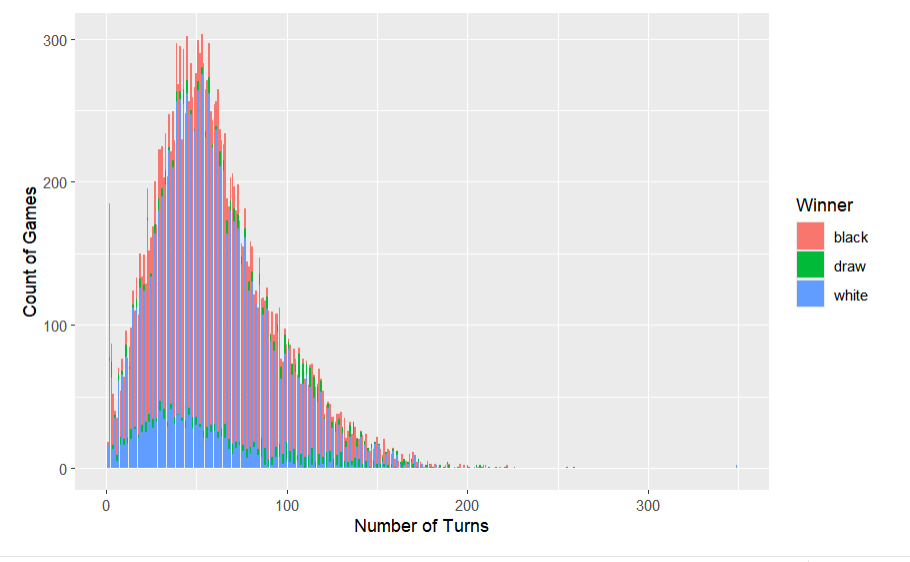 300
200
100
0
Count of Games
0 100 200 300
Number of Turns
Winner
black
draw
white